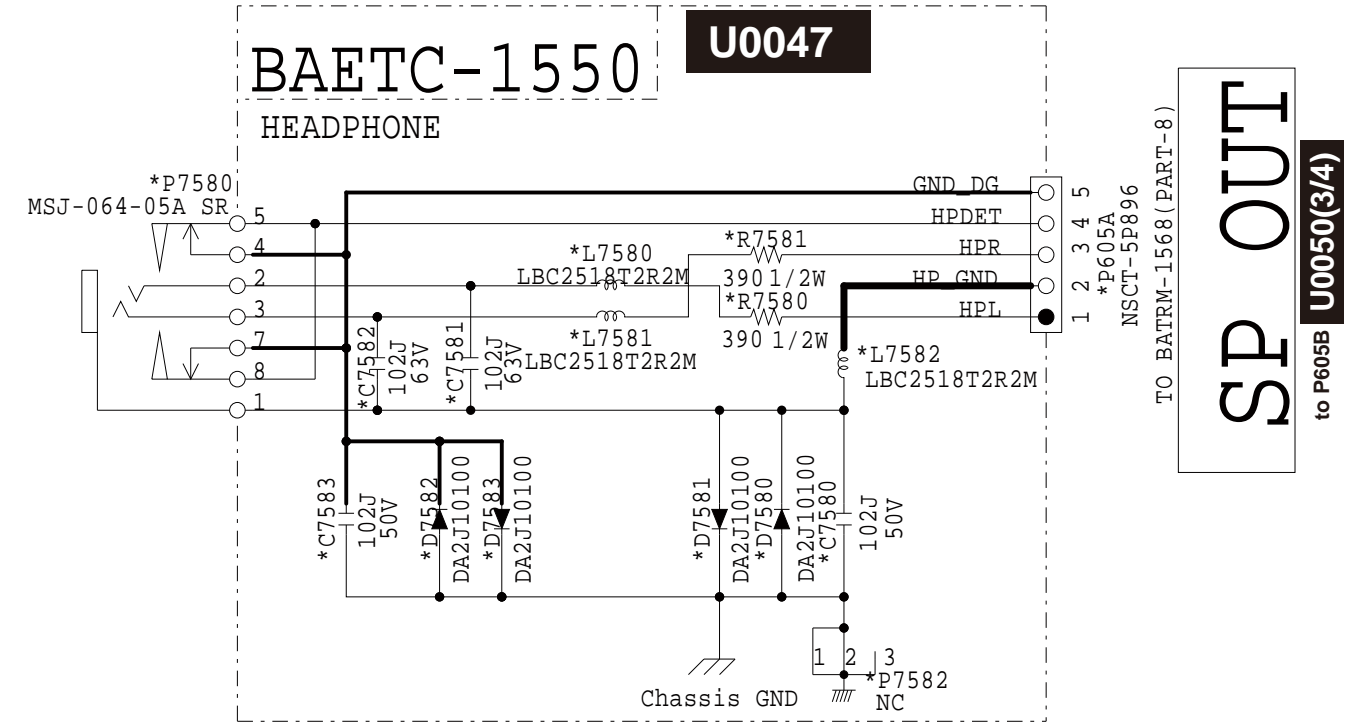 BAETC-1550
U0047
HEADPHONE
*P7580
MSJ-064-05A SR
5
4
2
3
7
8
1
*L7580
LBC2518T2R2M
*L7581
LBC2518T2R2M
*R7581
390 1/2W
*R7580
390 1/2W
GND_DG
HPDET
HPR
HP_GND
HPL
5
4
3
2
1
*P605A
NSCT-5P896
TO BATRM-1568(PART-8)
SP OUT
to P605B
U0050(3/4)
*C7582
102J
63V
*C7581
102J
63V
*L7582
LBC2518T2R2M
*C7583
102J
50V
*D7582
DA2J10100
*D7583
DA2J10100
*D7581
DA2J10100
*D7580
DA2J10100
*C7580
102J
50V
1 2 3
*P7582
NC
Chassis GND